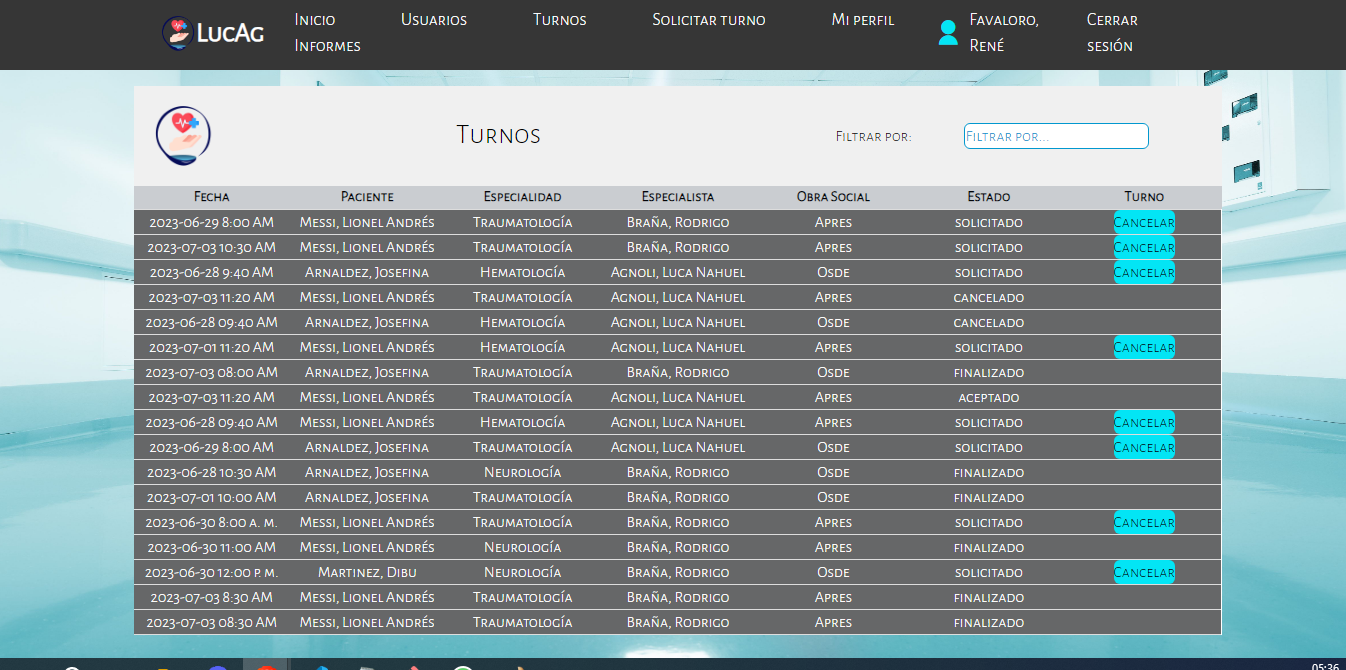 LucAg
Inicio Usuarios Turnos Solicitar turno Mi perfil Favaloro, Cerrar
Informes René sesión
Turnos Filtrar por: Filtrar por...
Fecha Paciente Especialidad Especialista Obra Social Estado Turno
2023-06-29 8:00 AM Messi, Lionel Andrés Traumatología Braña, Rodrigo Apres solicitado Cancelar
2023-07-03 10:30 AM Messi, Lionel Andrés Traumatología Braña, Rodrigo Apres solicitado Cancelar
2023-06-28 9:40 AM Arnaldez, Josefina Hematología Agnoli, Luca Nahuel Osde solicitado Cancelar
2023-07-03 11:20 AM Messi, Lionel Andrés Traumatología Agnoli, Luca Nahuel Apres cancelado
2023-06-28 09:40 AM Arnaldez, Josefina Hematología Agnoli, Luca Nahuel Osde cancelado
2023-07-01 11:20 AM Messi, Lionel Andrés Hematología Agnoli, Luca Nahuel Apres solicitado Cancelar
2023-07-03 08:00 AM Arnaldez, Josefina Traumatología Braña, Rodrigo Osde finalizado
2023-07-03 11:20 AM Messi, Lionel Andrés Traumatología Agnoli, Luca Nahuel Apres aceptado
2023-06-28 09:40 AM Messi, Lionel Andrés Hematología Agnoli, Luca Nahuel Apres solicitado Cancelar
2023-06-29 8:00 AM Arnaldez, Josefina Traumatología Agnoli, Luca Nahuel Osde solicitado Cancelar
2023-06-28 10:30 AM Arnaldez, Josefina Neurología Braña, Rodrigo Osde finalizado
2023-07-01 10:00 AM Arnaldez, Josefina Traumatología Braña, Rodrigo Osde finalizado
2023-06-30 8:00 a. m. Messi, Lionel Andrés Traumatología Braña, Rodrigo Apres solicitado Cancelar
2023-06-30 11:00 AM Messi, Lionel Andrés Neurología Braña, Rodrigo Apres finalizado
2023-06-30 12:00 p. m. Martinez, Dibu Neurología Braña, Rodrigo Osde solicitado Cancelar
2023-07-03 8:30 AM Messi, Lionel Andrés Traumatología Braña, Rodrigo Apres finalizado
2023-07-03 08:30 AM Messi, Lionel Andrés Traumatología Braña, Rodrigo Apres finalizado
05:36